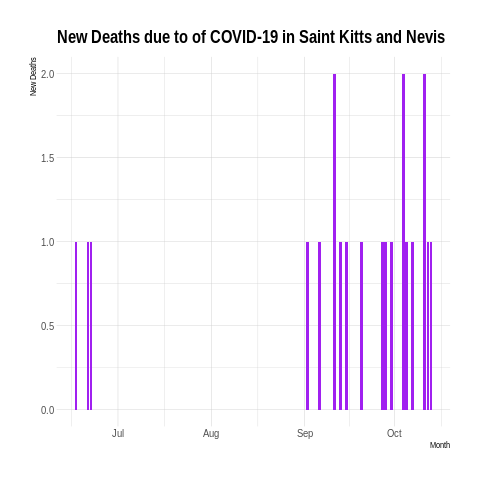 New Deaths due to of COVID-19 in Saint Kitts and Nevis
New Deaths
2.0
1.5
1.0
0.5
0.0
Jul Aug Sep Oct
Month